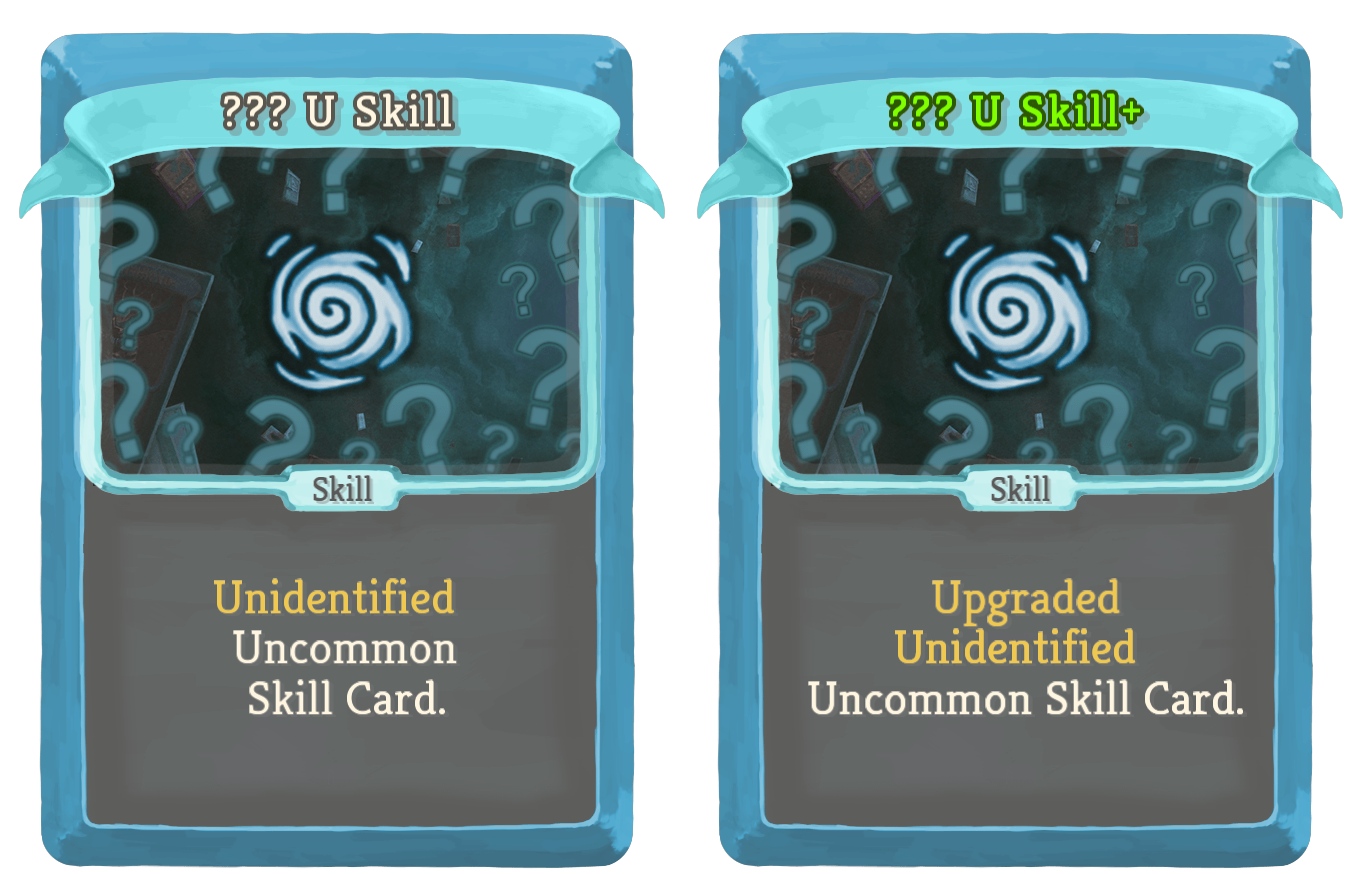 ??? U Skill
Skill
Unidentified
Uncommon
Skill Card.
??? U Skill+
Skill
Upgraded
Unidentified
Uncommon Skill Card.